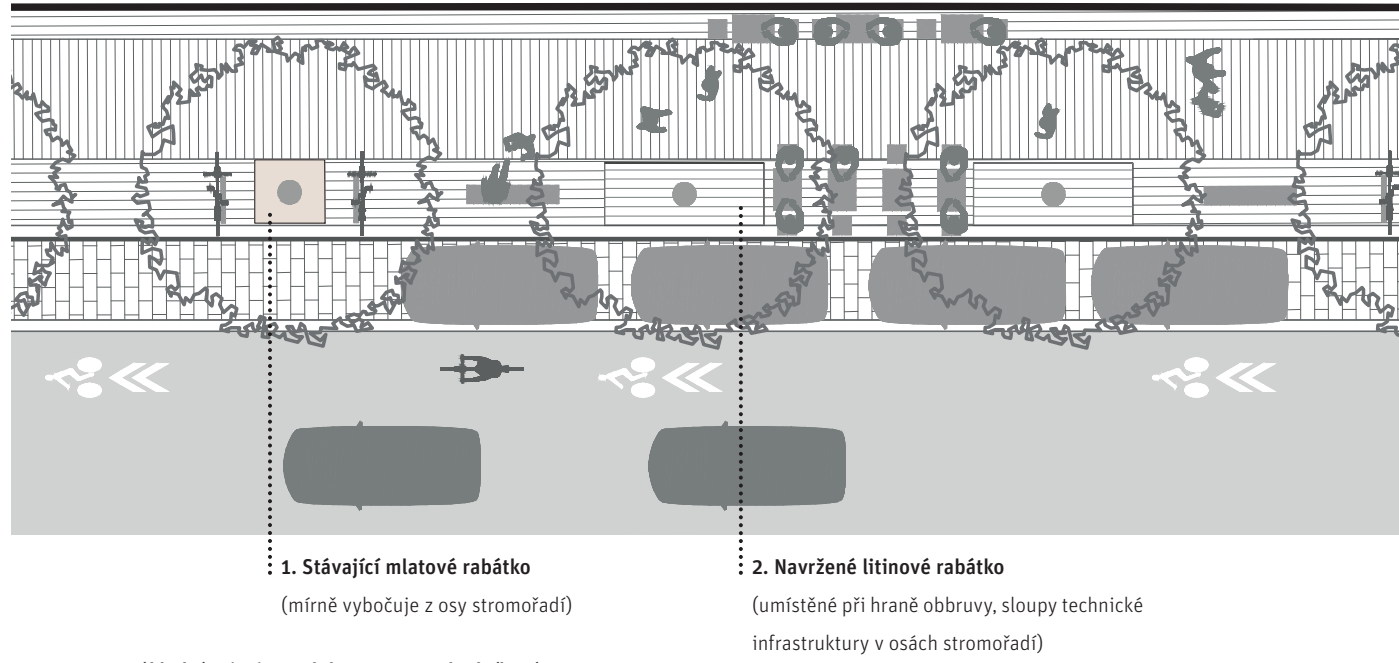 1. Stávající mlatové rabátko
(mírně vybočuje z osy stromořadí)
2. Navržené litinové rabátko
(umístěné při hraně obbruvy, sloupy technické
infrastruktury v osách stromořadí)